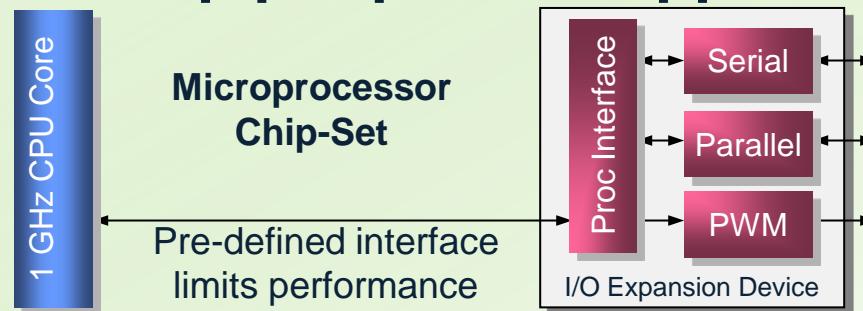 1 GHz CPU Core
Microprocessor
Chip-Set
Pre-defined interface
limits performance
Proc Interface
Serial
Parallel
PWM
I/O Expansion Device